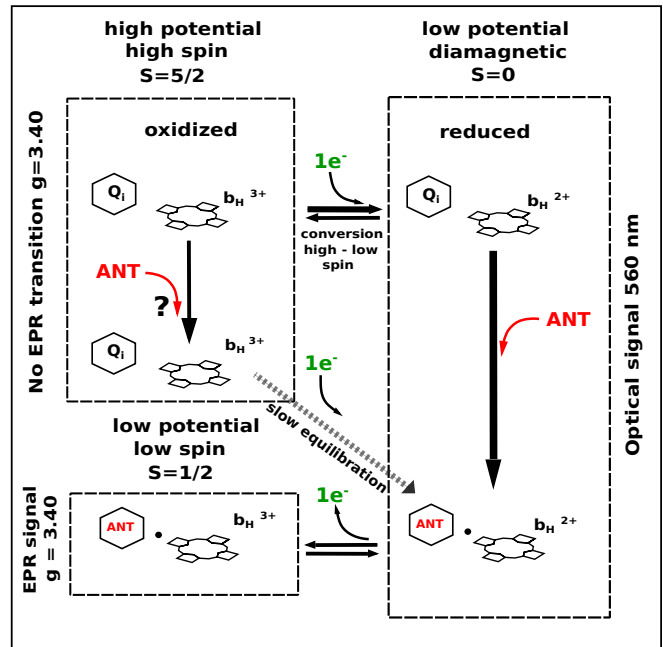 high potential
high spin
S=5/2
low potential
diamagnetic
S=0
No EPR transition g=3.40
oxidized
Qi
bH 3+
ANT
?
Qi
bH 3+
1e-
conversion
high - low
spin
reduced
Qi
bH 2+
ANT
Optical signal 560 nm
1e-
slow equilibration
low potential
low spin
S=1/2
EPR signal
g = 3.40
ANT
bH 3+
1e-
ANT
bH 2+